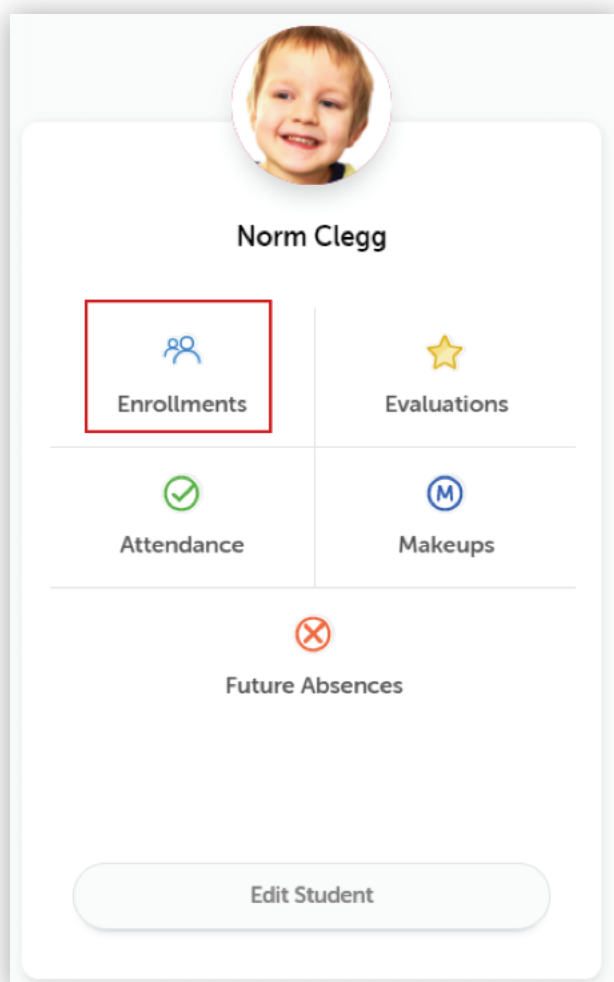 Norm Clegg
Enrollments
Evaluations
Attendance
M
Makeups
Future Absences
Edit Student